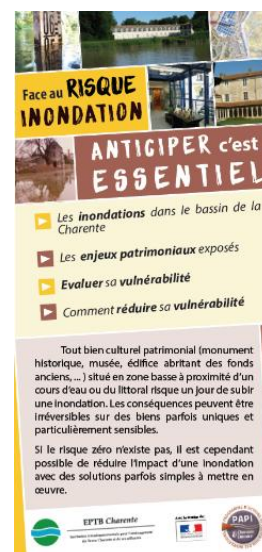 Face au RISQUE
INONDATION
ANTICIPER c'est
ESSENTIEL
Les inondations dans le bassin de la
Charente
Les enjeux patrimoniaux exposés
Evaluer sa vulnérabilité
Comment réduire sa vulnérabilité
Tout bien culturel patrimonial (monument
historique, musée, édifice abritant des fonds
anciens, ... ) situé en zone basse à proximité d'un
cours d'eau ou du littoral risque un jour de subir
une inondation. Les conséquences peuvent être
irréversibles sur des biens parfois uniques et
particulièrement sensibles.
Si le risque zéro n'existe pas, il est cependant
possible de réduire l'impact d'une inondation
avec des solutions parfois simples à mettre en
œuvre.
EPTB Charente
PAPI